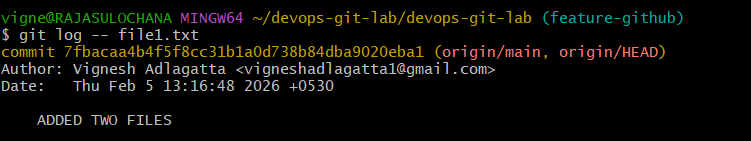 vigne@RAJASULOCHANA MINGW64 ~/devops-git-lab/devops-git-lab (feature-github)
$ git log -- file1.txt
commit 7fbacaa4b4f5f8cc31b1a0d738b84dba9020eba1 (origin/main, origin/HEAD)
Author: Vignesh Adlagatta <vigneshadlagatta1@gmail.com>
Date:   Thu Feb 5 13:16:48 2026 +0530
    ADDED TWO FILES